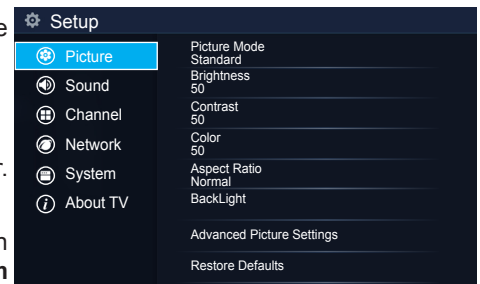 e
r.
n
n
Setup
Picture
Sound
Channel
Network
System
About TV
Picture Mode
Standard
Brightness
50
Contrast
50
Color
50
Aspect Ratio
Normal
BackLight
Advanced Picture Settings
Restore Defaults